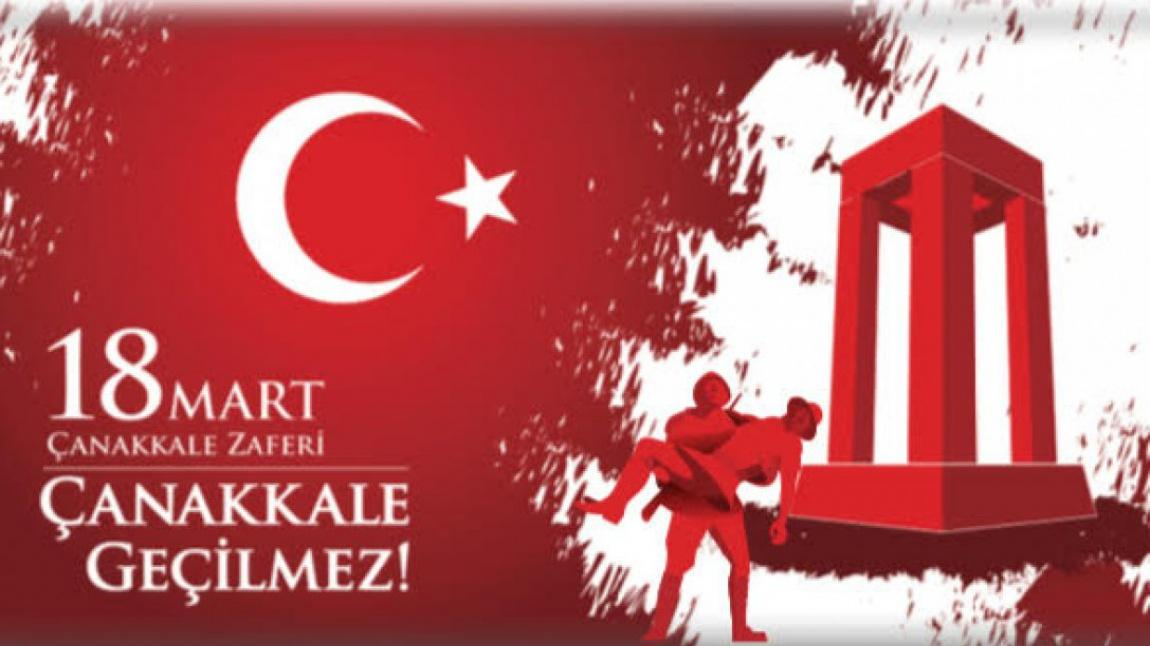 18 MART
ÇANAKKALE ZAFERİ
ÇANAKKALE
GEÇİLMEZ!